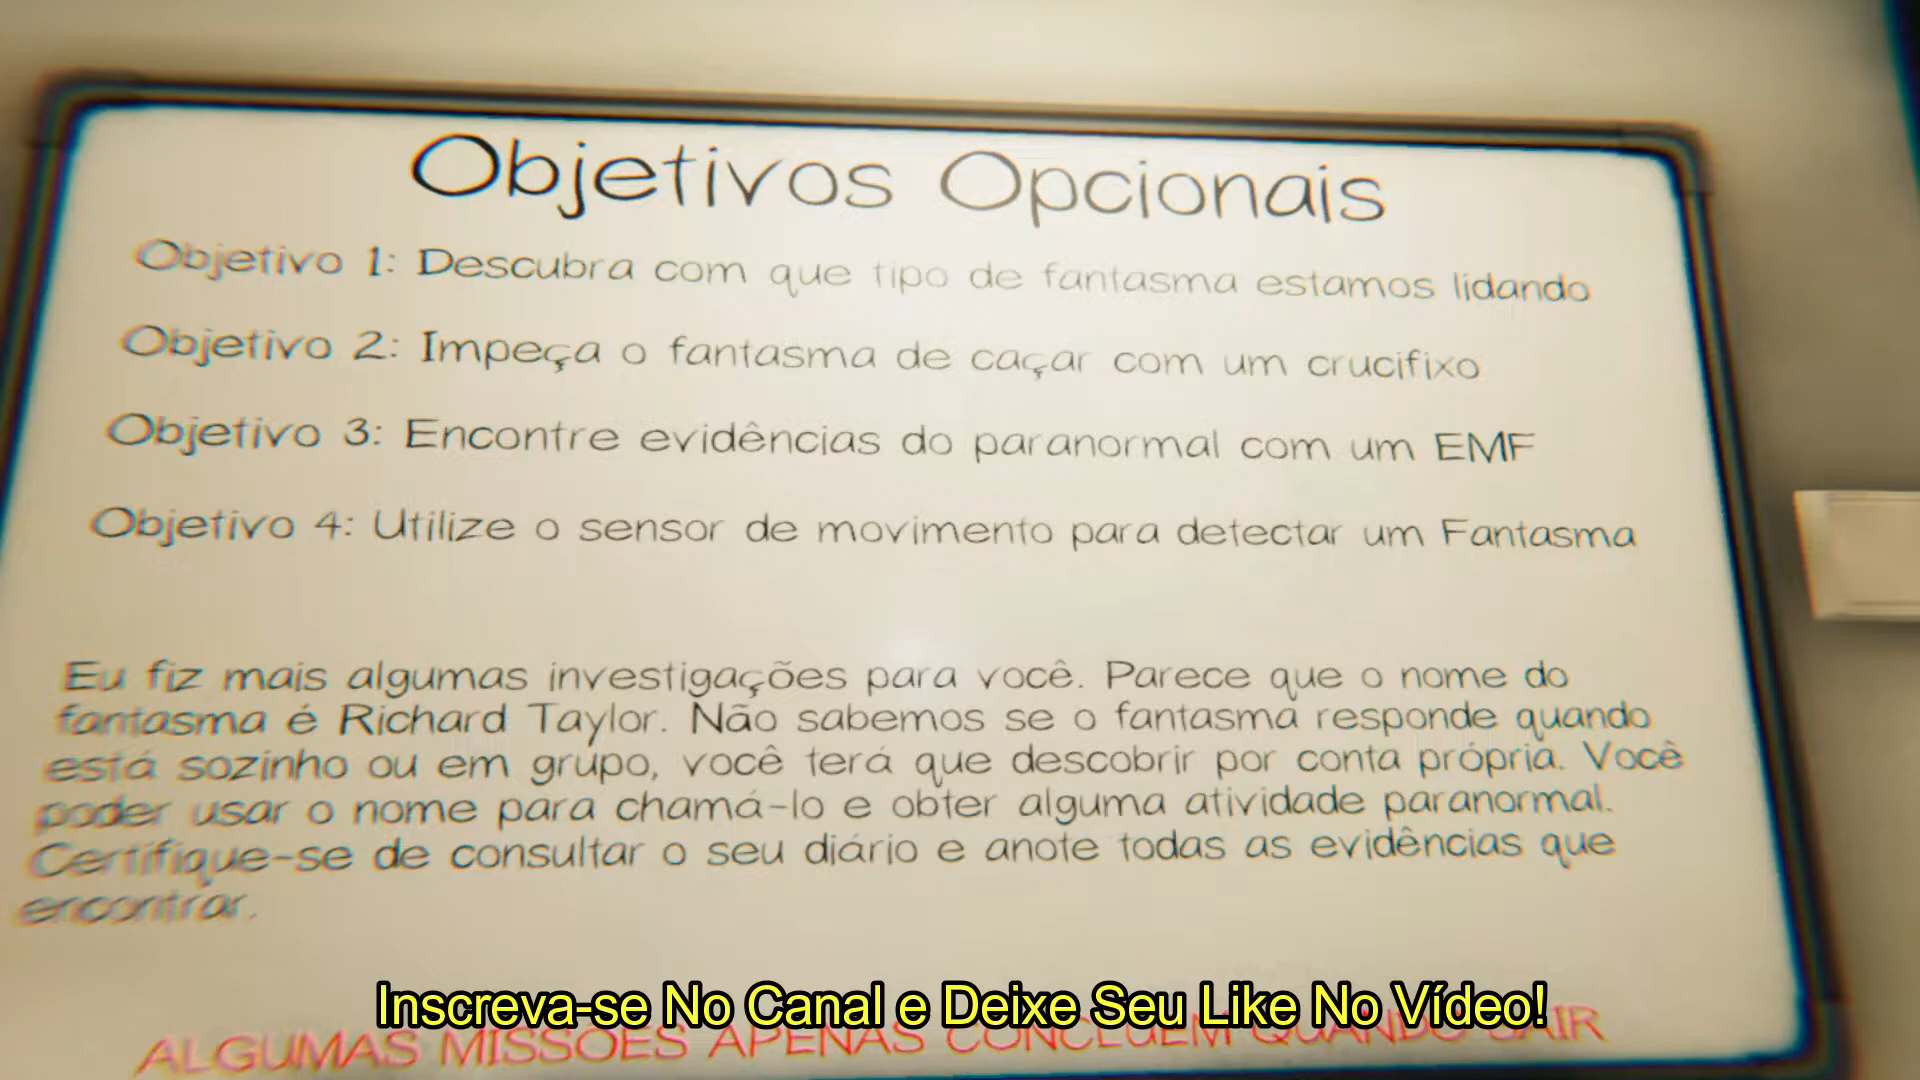 Objetivos Opcionais
Objetivo 1: Descubra com que tipo de fantasma estamos lidando
Objetivo 2: Impeça o fantasma de caçar com um crucifixo
Objetivo 3: Encontre evidências do paranormal com um EMF
Objetivo 4: Utilize o sensor de movimento para detectar um Fantasma
Eu fiz mais algumas investigações para você. Parece que o nome do
fantasma é Richard Taylor. Não sabemos se o fantasma responde quando
está sozinho ou em grupo, você terá que descobrir por conta própria. Você
poder usar o nome para chamá-lo e obter alguma atividade paranormal.
Certifique-se de consultar o seu diário e anote todas as evidências que
encontrar.
Inscreva-se No Canal e Deixe Seu Like No Vídeo!
ALGUMAS MISSÕES APENAS CONCLUEM QUANDO SAIR